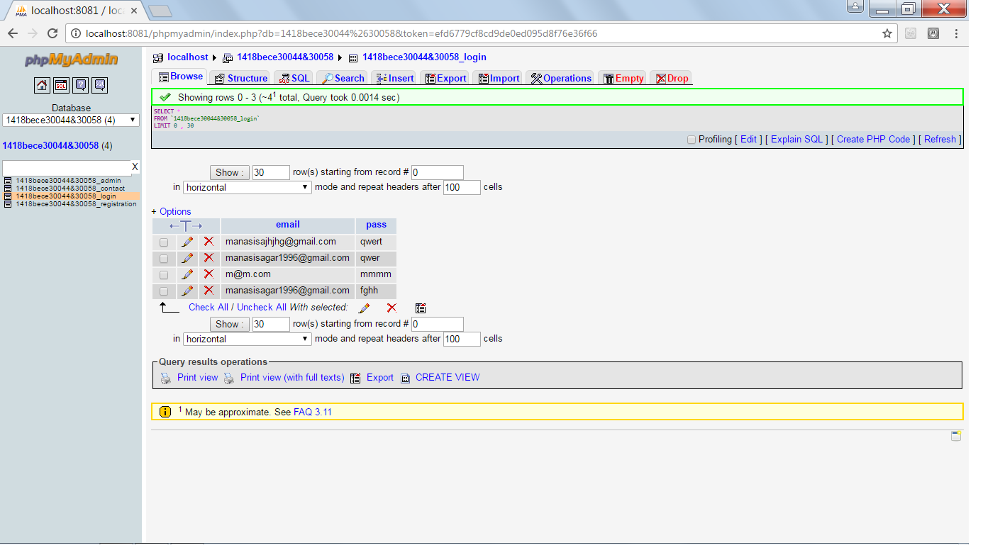 localhost:8081 / loc
localhost:8081/phpmyadmin/index.php?db=1418bece30044%2630058&token=efd6779cf8cd9de0ed095d8f76e36f66
phpMyAdmin
Database
1418bece30044&30058 (4)
1418bece30044&30058 (4)
X
1418bece30044&30058_admin
1418bece30044&30058_contact
1418bece30044&30058_login
1418bece30044&30058_registration
localhost 1418bece30044&30058 1418bece30044&30058_login
Browse Structure SQL Search Insert Export Import Operations Empty Drop
Showing rows 0 - 3 (~4¹ total, Query took 0.0014 sec)
SELECT *
FROM `1418bece30044&30058_login`
LIMIT 0 , 30
Profiling [ Edit ] [ Explain SQL ] [ Create PHP Code ] [ Refresh ]
Show : 30 row(s) starting from record # 0
in horizontal mode and repeat headers after 100 cells
+ Options
←T→ email pass
manasisajhjhg@gmail.com qwert
manasisagar1996@gmail.com qwer
m@m.com mmmm
manasisagar1996@gmail.com fghh
Check All / Uncheck All With selected:
Show : 30 row(s) starting from record # 0
in horizontal mode and repeat headers after 100 cells
Query results operations
Print view Print view (with full texts) Export CREATE VIEW
¹ May be approximate. See FAQ 3.11